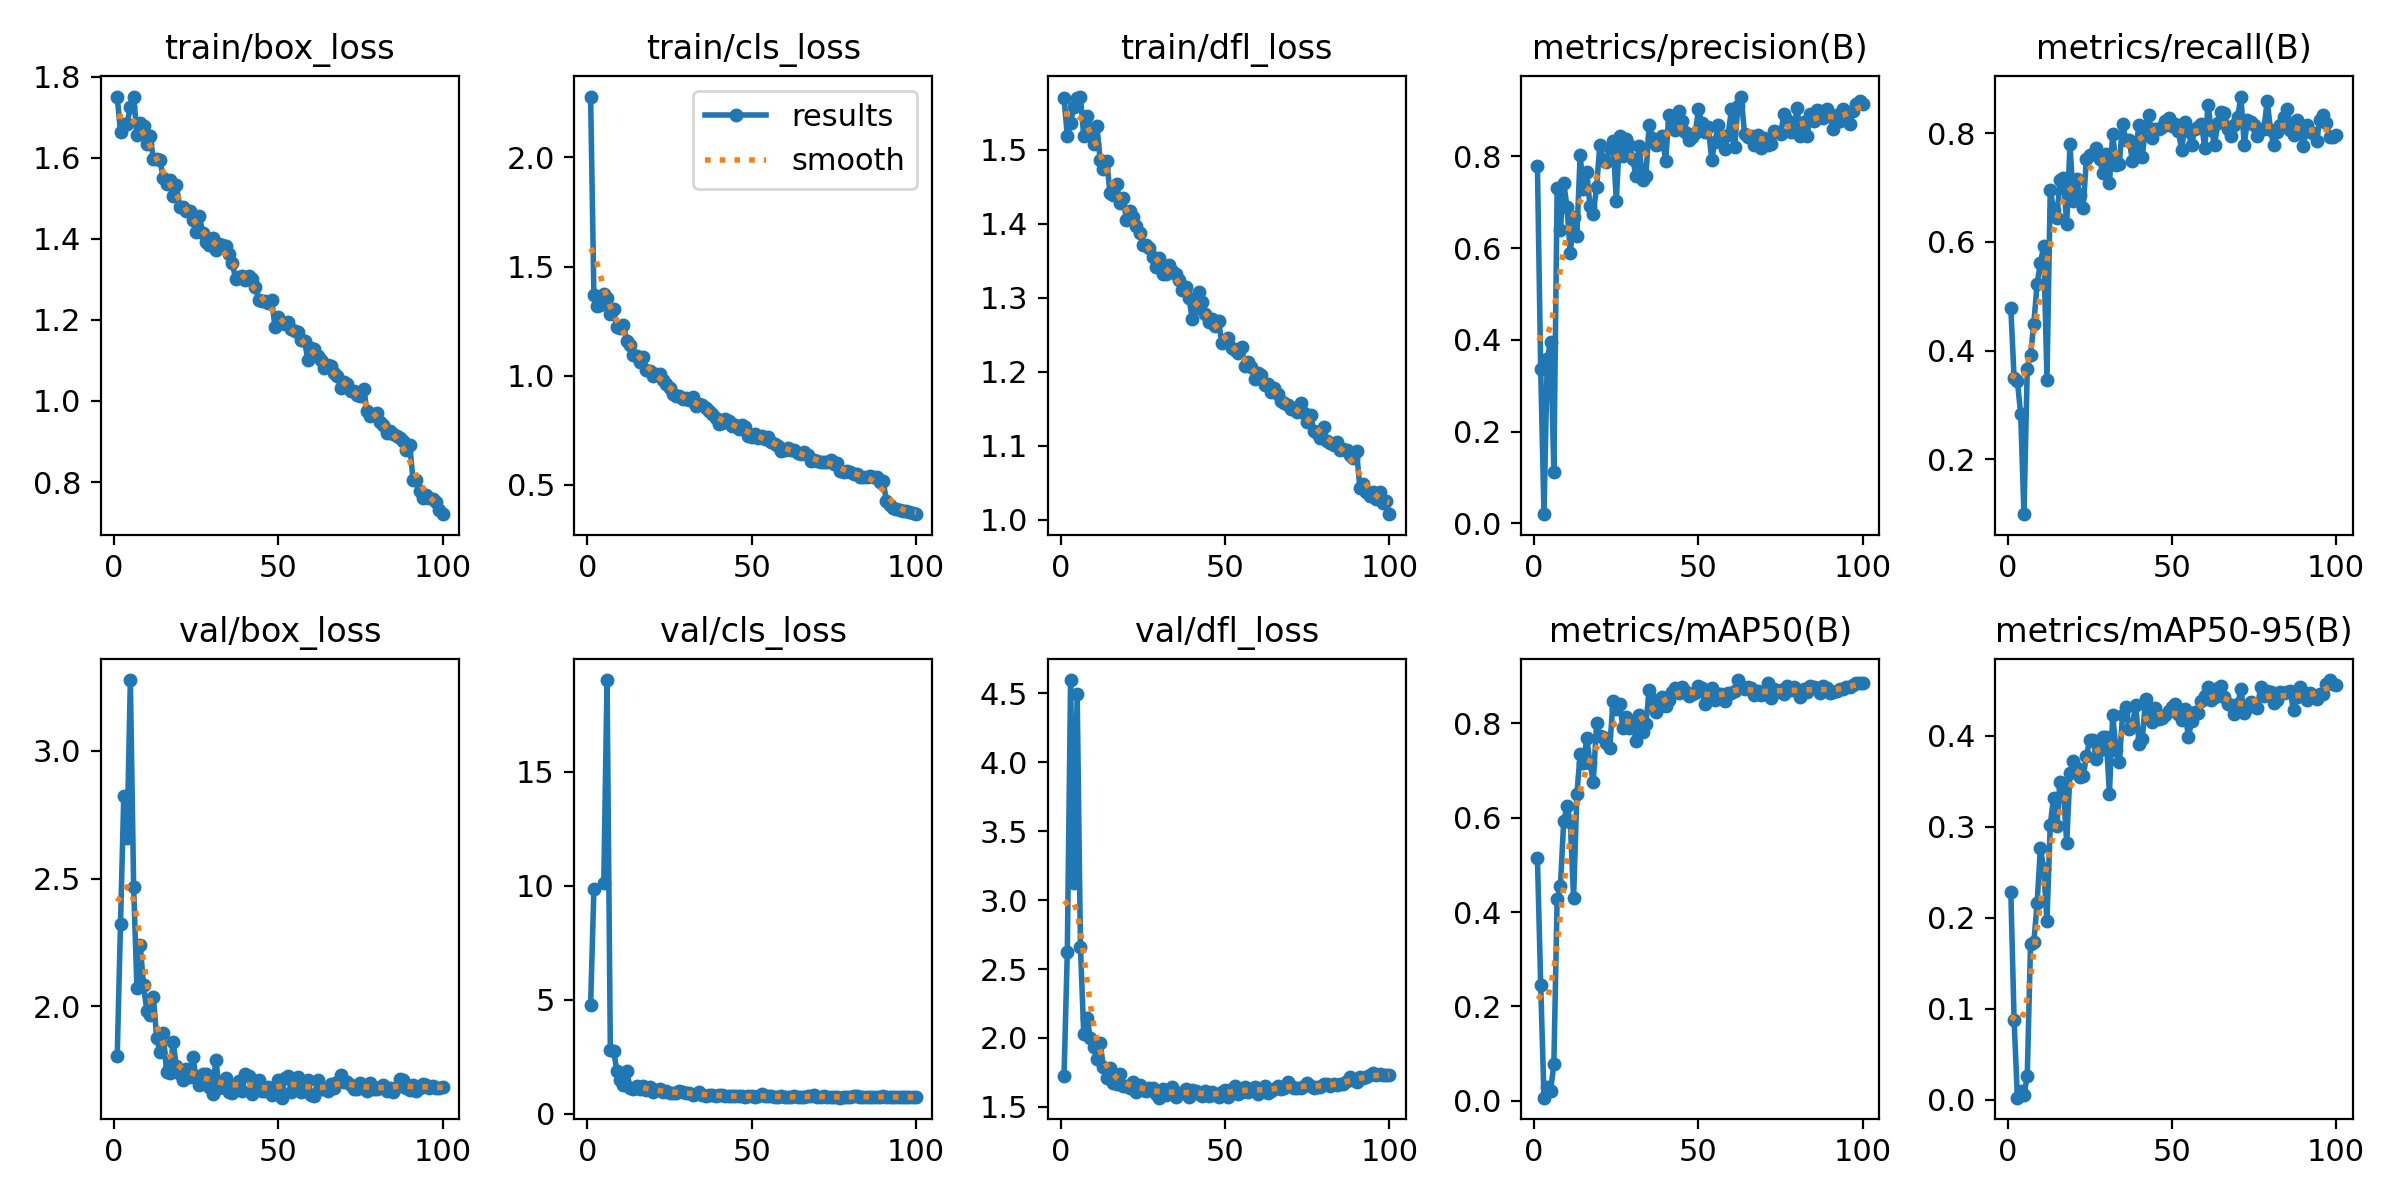 train/box_loss
1.8
1.6
1.4
1.2
1.0
0.8
0 50 100
train/cls_loss
results
smooth
2.0
1.5
1.0
0.5
0 50 100
train/dfl_loss
1.5
1.4
1.3
1.2
1.1
1.0
0 50 100
metrics/precision(B)
0.8
0.6
0.4
0.2
0.0
0 50 100
metrics/recall(B)
0.8
0.6
0.4
0.2
0 50 100
val/box_loss
3.0
2.5
2.0
0 50 100
val/cls_loss
15
10
5
0
0 50 100
val/dfl_loss
4.5
4.0
3.5
3.0
2.5
2.0
1.5
0 50 100
metrics/mAP50(B)
0.8
0.6
0.4
0.2
0.0
0 50 100
metrics/mAP50-95(B)
0.4
0.3
0.2
0.1
0.0
0 50 100